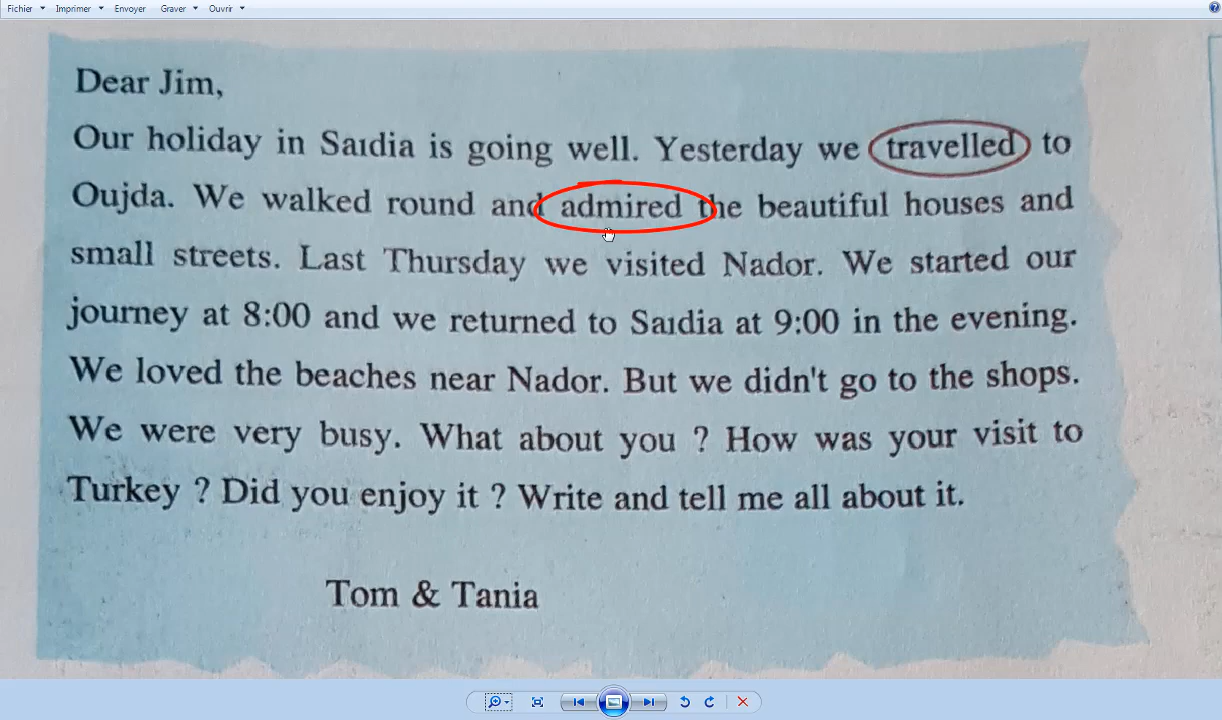 Fichier Imprimer Envoyer Graver Ouvrir
Dear Jim,
Our holiday in Saıdia is going well. Yesterday we travelled to
Oujda. We walked round and admired the beautiful houses and
small streets. Last Thursday we visited Nador. We started our
journey at 8:00 and we returned to Saıdia at 9:00 in the evening.
We loved the beaches near Nador. But we didn't go to the shops.
We were very busy. What about you ? How was your visit to
Turkey ? Did you enjoy it ? Write and tell me all about it.
Tom & Tania